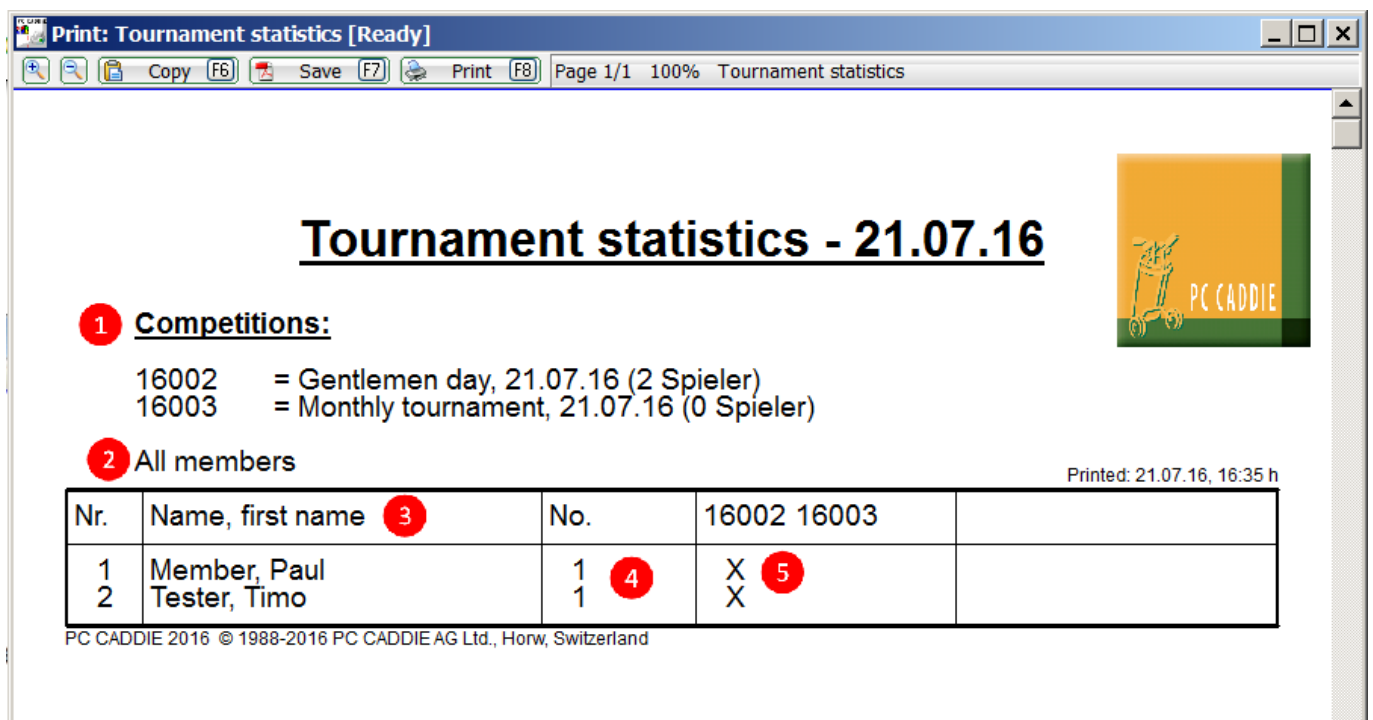 PC CADDIE
Print: Tournament statistics [Ready]
Copy F6 Save F7 Print F8 Page 1/1 100% Tournament statistics
Tournament statistics - 21.07.16
PC CADDIE
1 Competitions:
16002 = Gentlemen day, 21.07.16 (2 Spieler)
16003 = Monthly tournament, 21.07.16 (0 Spieler)
2 All members
Printed: 21.07.16, 16:35 h
Nr. Name, first name 3 No. 16002 16003
1 Member, Paul 1 4 X 5
2 Tester, Timo 1 X
PC CADDIE 2016 © 1988-2016 PC CADDIE AG Ltd., Horw, Switzerland